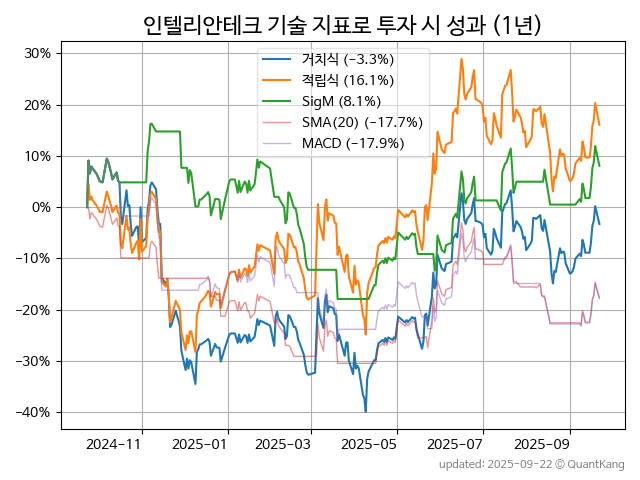 인텔리안테크 기술 지표로 투자 시 성과 (1년)
거치식 (−3.3%)
적립식 (16.1%)
SigM (8.1%)
SMA(20) (−17.7%)
MACD (−17.9%)
30%
20%
10%
0%
−10%
−20%
−30%
−40%
2024-11
2025-01
2025-03
2025-05
2025-07
2025-09
updated: 2025-09-22 © QuantKang